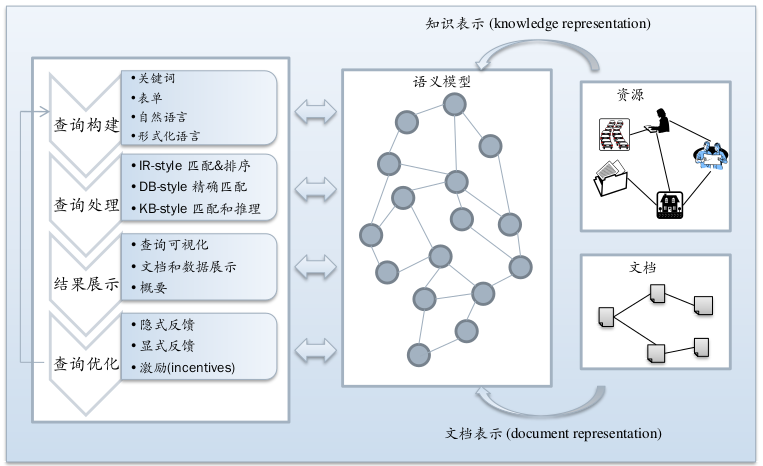 知识表示 (knowledge representation)
查询构建
• 关键词
• 表单
• 自然语言
• 形式化语言
查询处理
• IR-style 匹配&排序
• DB-style 精确匹配
• KB-style 匹配和推理
结果展示
• 查询可视化
• 文档和数据展示
• 概要
查询优化
• 隐式反馈
• 显式反馈
• 激励(incentives)
语义模型
资源
文档
文档表示 (document representation)